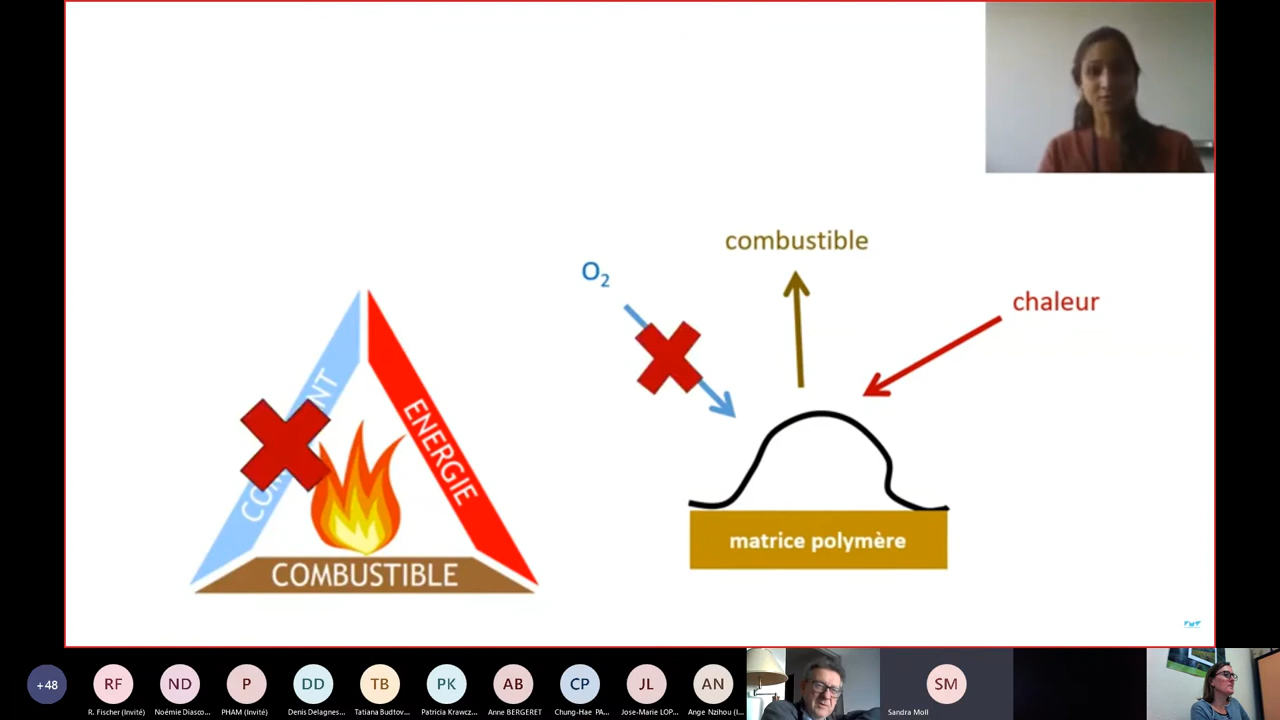 combustible
O₂
chaleur
ENERGIE
COMBUSTIBLE
matrice polymère
+48
RF
ND
P
DD
TB
PK
AB
CP
JL
AN
SM
R. Fischer (Invité)
Noémie Diasco...
PHAM (Invité)
Denis Delagnes...
Tatiana Budtov...
Patricia Krawcz...
Anne BERGERET
Chung-Hae PA...
Jose-Marie LOP...
Ange Nzihou (I...
Sandra Moll